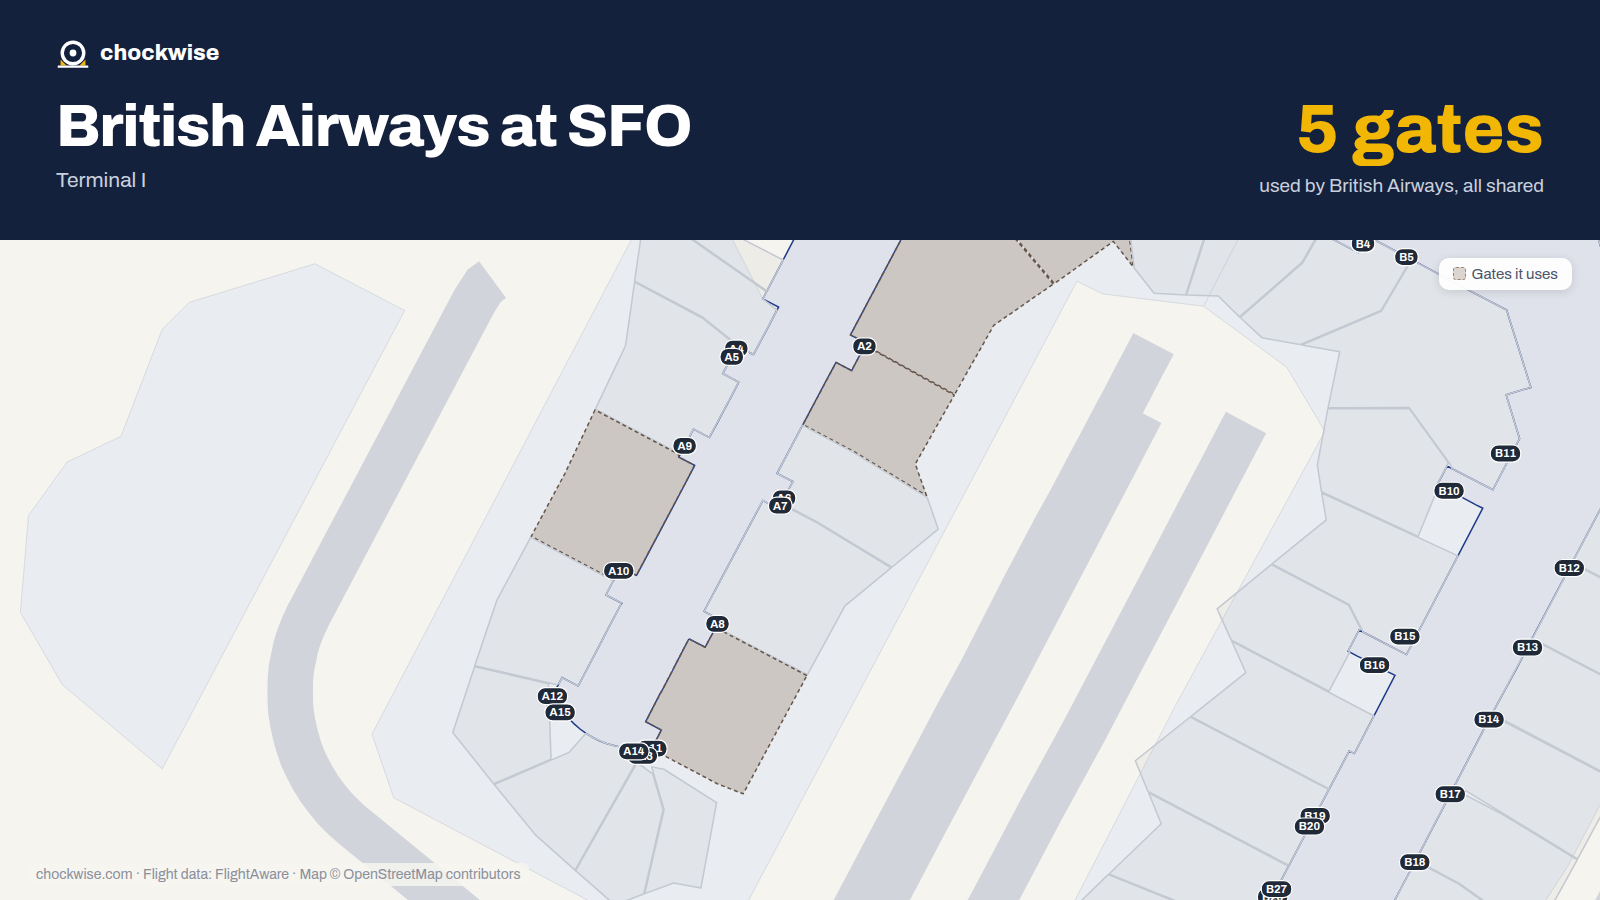 chockwise
British Airways at SFO
Terminal I
5 gates
used by British Airways, all shared
Gates it uses
B4
B5
A5
A2
A9
B11
B10
A7
A10
B12
A8
B15
B13
B16
A12
A15
B14
A14
B17
B19
B20
B18
B27
chockwise.com · Flight data: FlightAware · Map © OpenStreetMap contributors